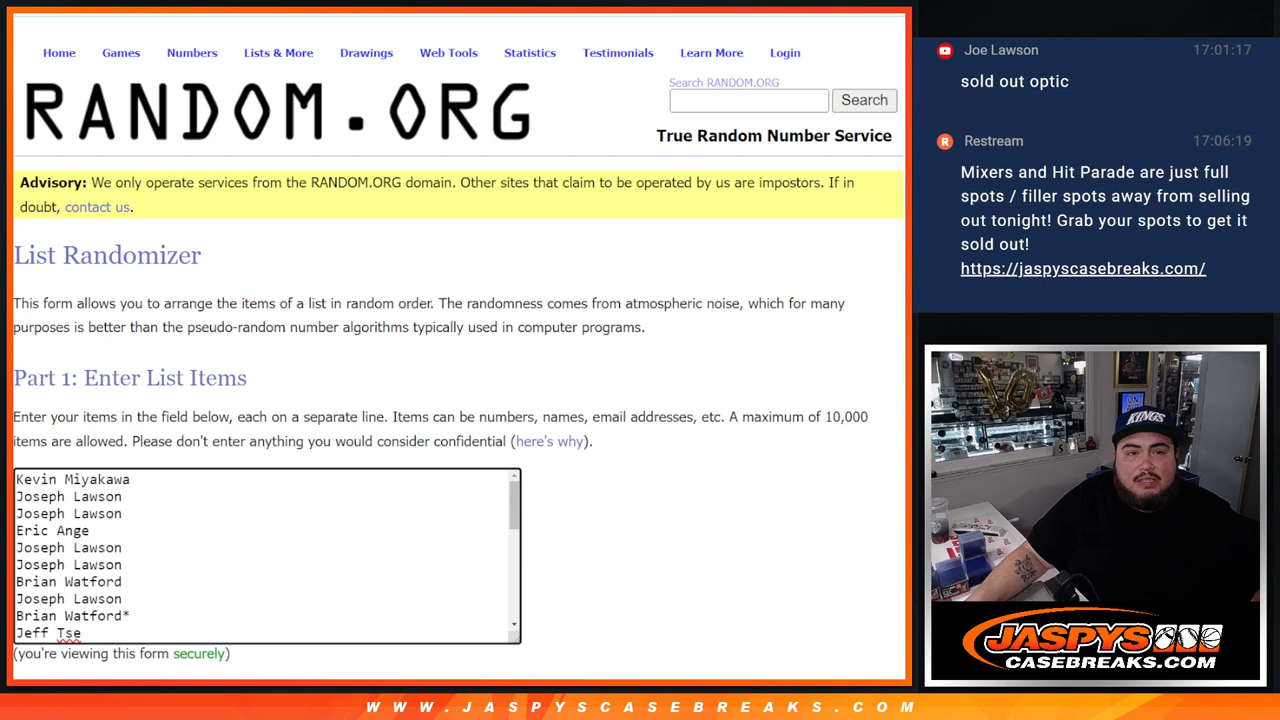 Home Games Numbers Lists & More Drawings Web Tools Statistics Testimonials Learn More Login
RANDOM.ORG
Search RANDOM.ORG
Search
True Random Number Service
Advisory: We only operate services from the RANDOM.ORG domain. Other sites that claim to be operated by us are impostors. If in
doubt, contact us.
List Randomizer
This form allows you to arrange the items of a list in random order. The randomness comes from atmospheric noise, which for many
purposes is better than the pseudo-random number algorithms typically used in computer programs.
Part 1: Enter List Items
Enter your items in the field below, each on a separate line. Items can be numbers, names, email addresses, etc. A maximum of 10,000
items are allowed. Please don't enter anything you would consider confidential (here's why).
Kevin Miyakawa
Joseph Lawson
Joseph Lawson
Eric Ange
Joseph Lawson
Joseph Lawson
Brian Watford
Joseph Lawson
Brian Watford*
Jeff Tse
(you're viewing this form securely)
Joe Lawson 17:01:17
sold out optic
R Restream 17:06:19
Mixers and Hit Parade are just full
spots / filler spots away from selling
out tonight! Grab your spots to get it
sold out!
https://jaspyscasebreaks.com/
KINGS
JASPYS
CASEBREAKS.COM
WWW.JASPYSCASEBREAKS.COM